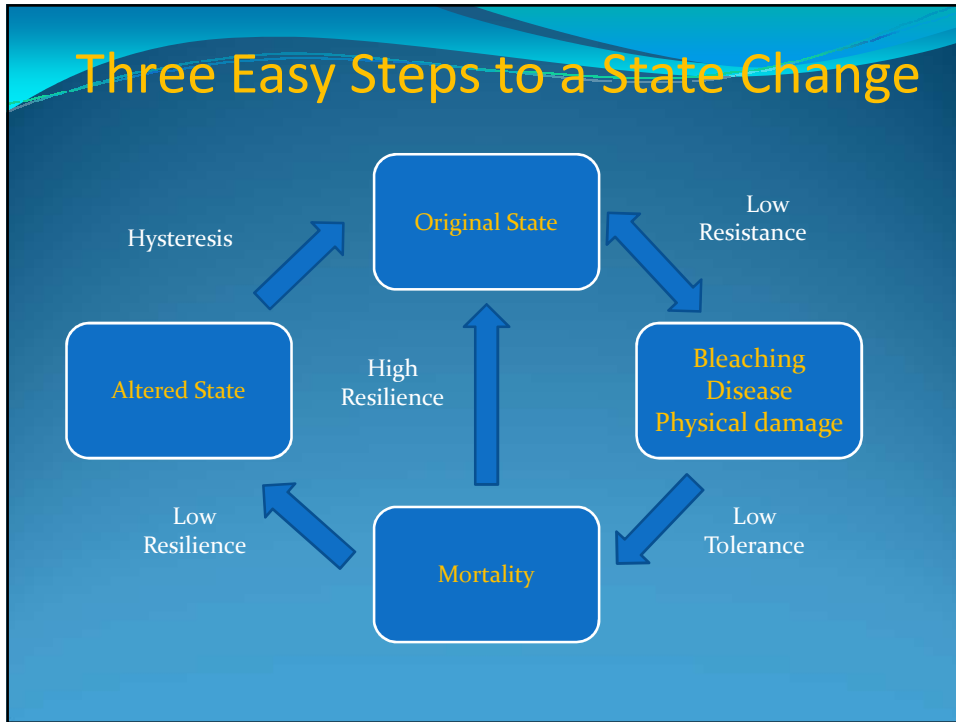 Three Easy Steps to a State Change
Original State
Low
Resistance
Hysteresis
Bleaching
Disease
Physical damage
Altered State
High
Resilience
Low
Tolerance
Low
Resilience
Mortality